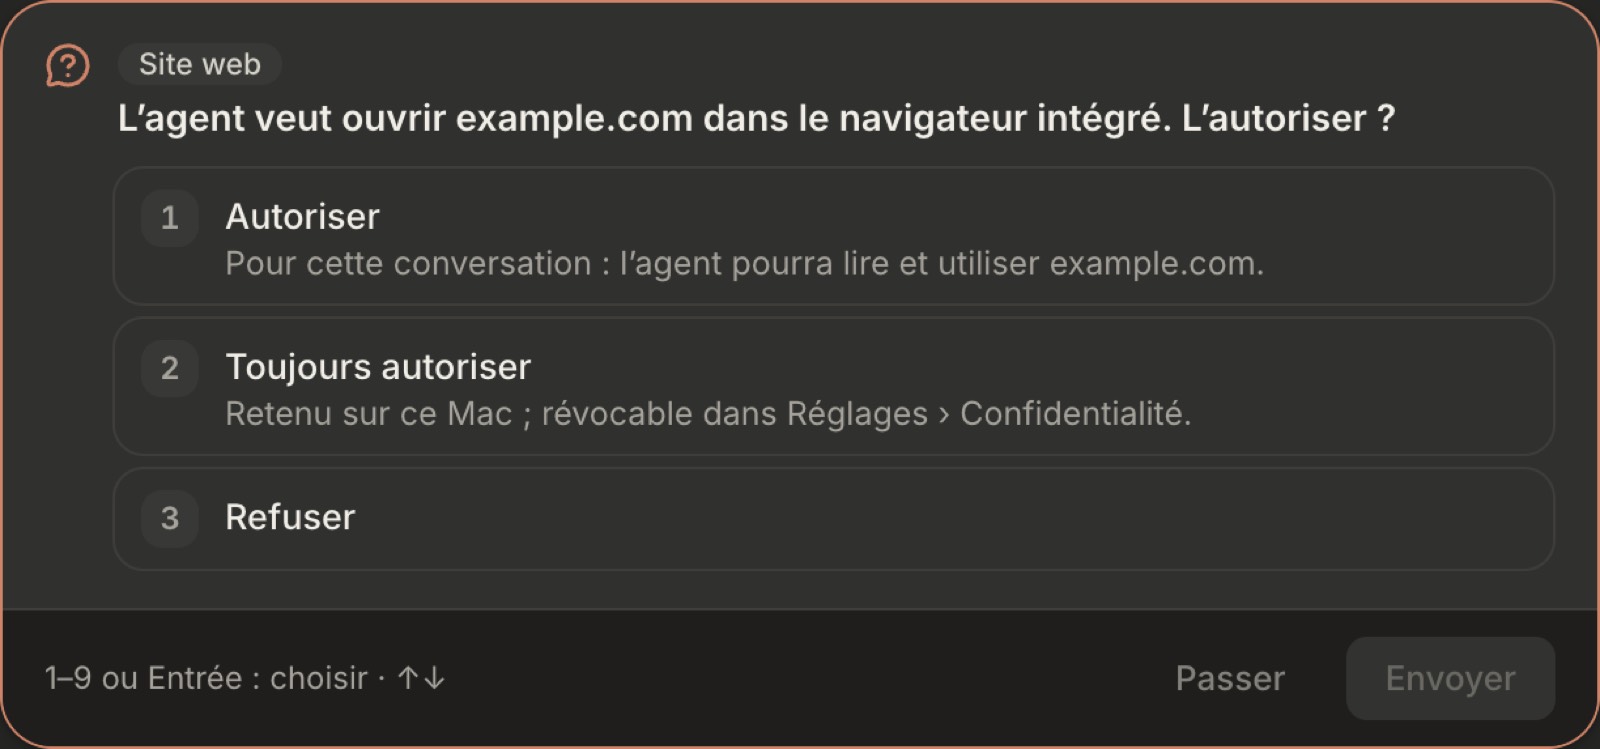 Site web
L’agent veut ouvrir example.com dans le navigateur intégré. L’autoriser ?
1 Autoriser
Pour cette conversation : l’agent pourra lire et utiliser example.com.
2 Toujours autoriser
Retenu sur ce Mac ; révocable dans Réglages › Confidentialité.
3 Refuser
1–9 ou Entrée : choisir · ↑↓ Passer Envoyer